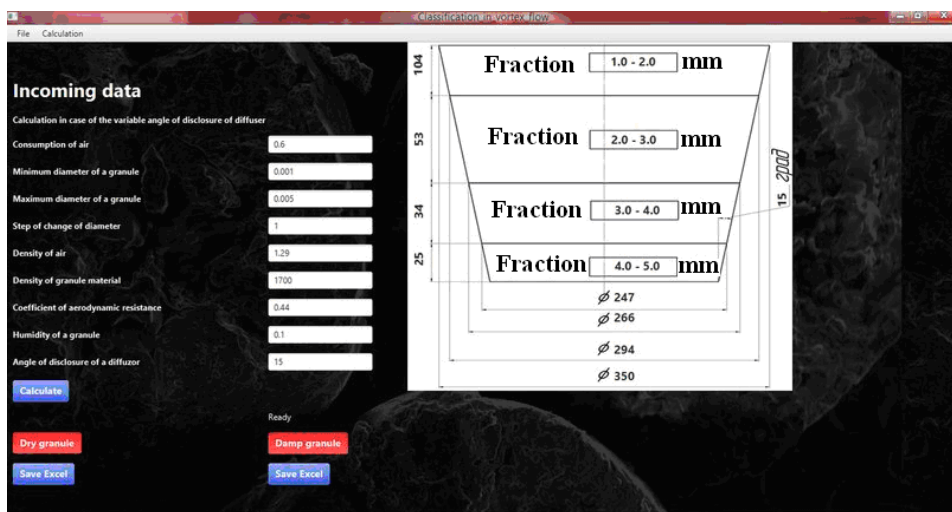 Classification_in_vortex_flow
File Calculation
Incoming data
Calculation in case of the variable angle of disclosure of diffuser
Consumption of air 0.6
Minimum diameter of a granule 0.001
Maximum diameter of a granule 0.005
Step of change of diameter 1
Density of air 1.29
Density of granule material 1700
Coefficient of aerodynamic resistance 0.44
Humidity of a granule 0.1
Angle of disclosure of a diffuzor 15
Calculate
Ready
Dry granule Damp granule
Save Excel Save Excel
104 Fraction 1.0 - 2.0 mm
53 Fraction 2.0 - 3.0 mm
34 Fraction 3.0 - 4.0 mm
25 Fraction 4.0 - 5.0 mm
15 град
⌀ 247
⌀ 266
⌀ 294
⌀ 350